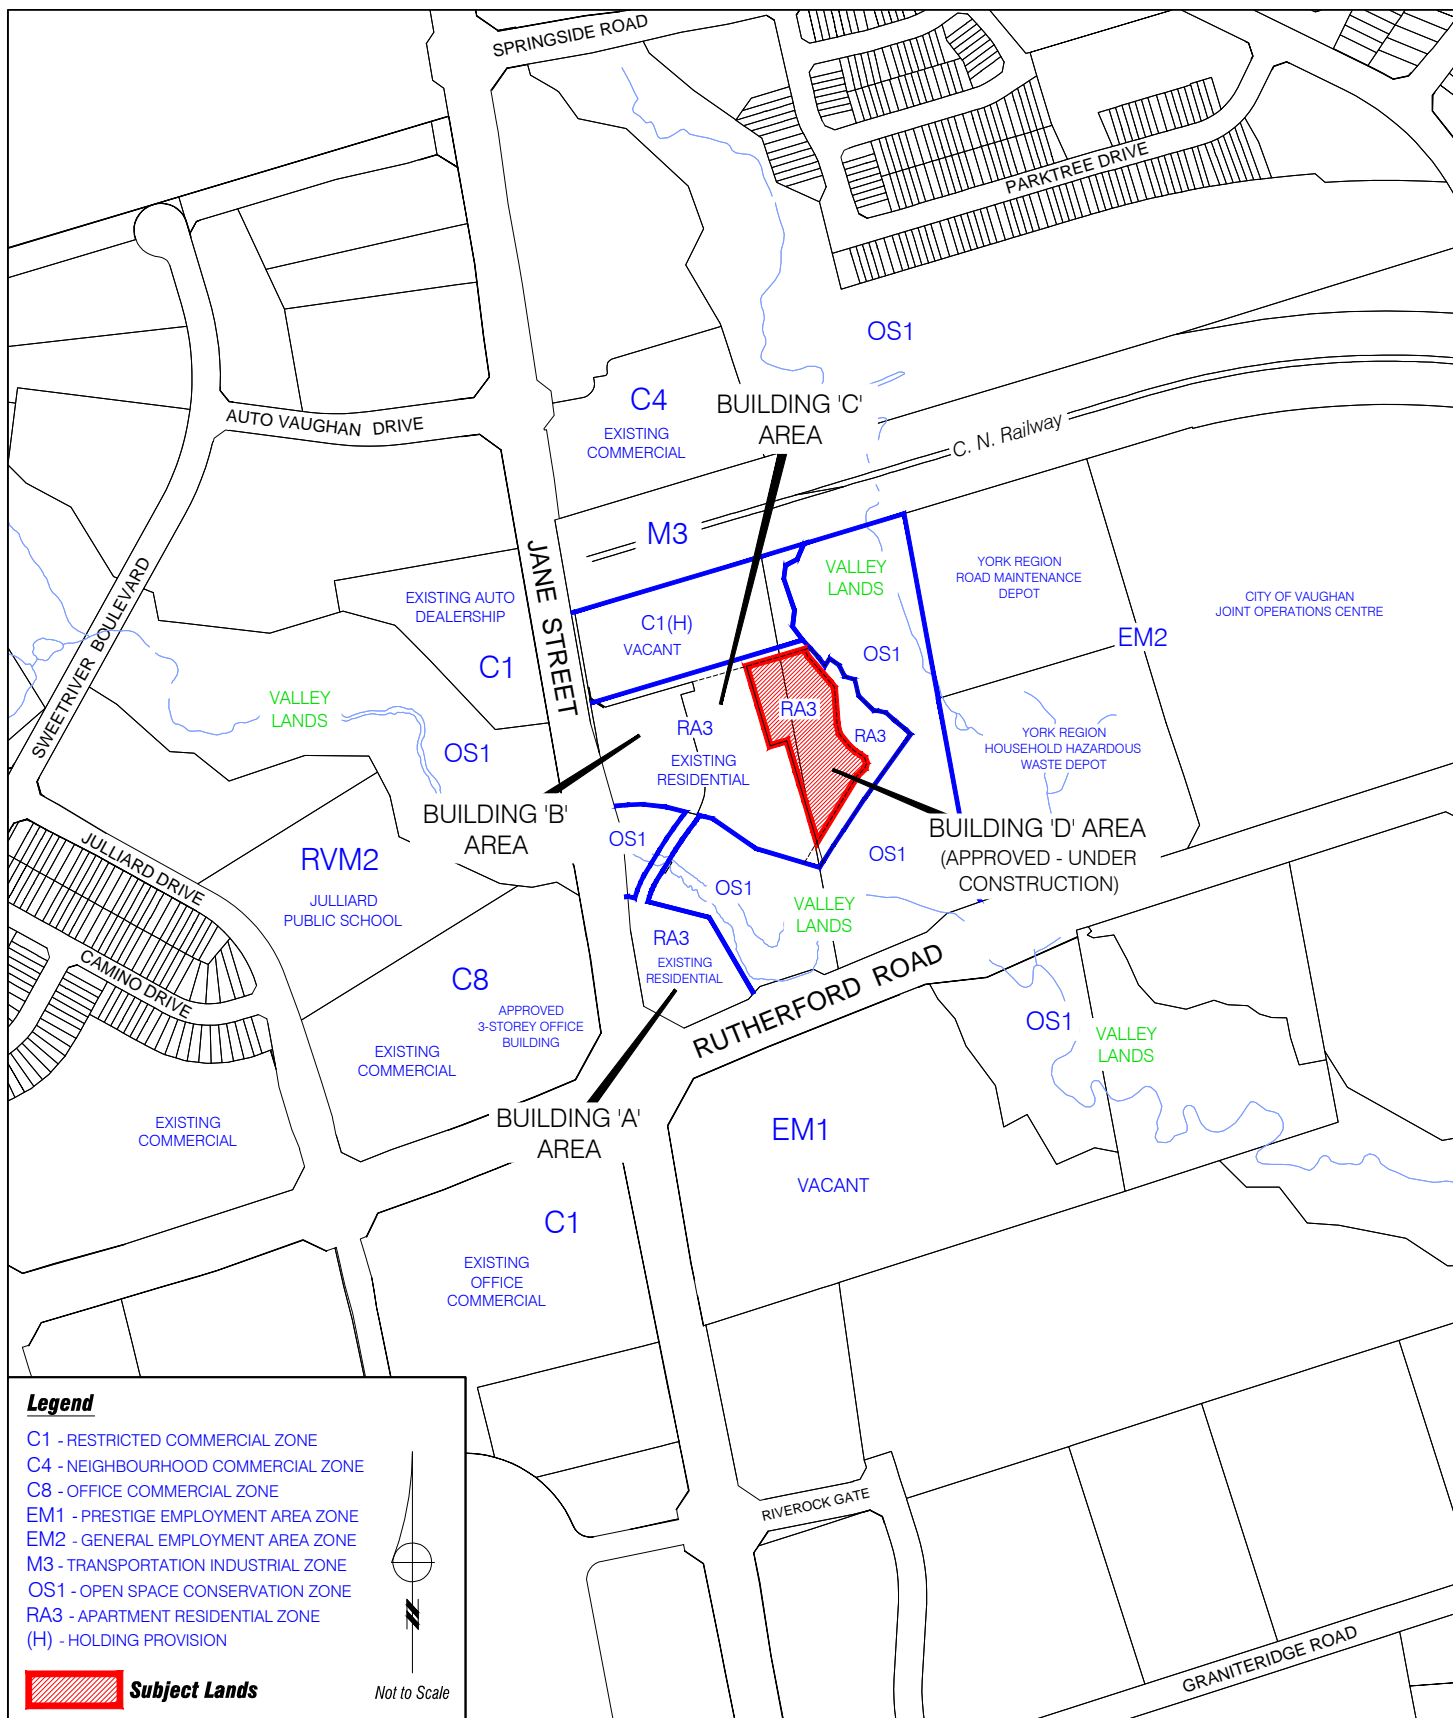 SPRINGSIDE ROAD
PARKTREE DRIVE
OS1
AUTO VAUGHAN DRIVE
C4
EXISTING
COMMERCIAL
BUILDING 'C'
AREA
C. N. Railway
M3
JANE STREET
SWEETRIVER BOULEVARD
EXISTING AUTO
DEALERSHIP
C1
C1(H)
VACANT
VALLEY
LANDS
OS1
YORK REGION
ROAD MAINTENANCE
DEPOT
CITY OF VAUGHAN
JOINT OPERATIONS CENTRE
EM2
VALLEY
LANDS
OS1
RA3
EXISTING
RESIDENTIAL
RA3
RA3
YORK REGION
HOUSEHOLD HAZARDOUS
WASTE DEPOT
BUILDING 'B'
AREA
BUILDING 'D' AREA
(APPROVED - UNDER
CONSTRUCTION)
OS1
OS1
OS1
VALLEY
LANDS
JULLIARD DRIVE
RVM2
JULLIARD
PUBLIC SCHOOL
CAMINO DRIVE
RA3
EXISTING
RESIDENTIAL
C8
APPROVED
3-STOREY OFFICE
BUILDING
EXISTING
COMMERCIAL
RUTHERFORD ROAD
OS1
VALLEY
LANDS
EXISTING
COMMERCIAL
BUILDING 'A'
AREA
EM1
VACANT
C1
EXISTING
OFFICE
COMMERCIAL
RIVEROCK GATE
GRANITERIDGE ROAD
Legend
C1 - RESTRICTED COMMERCIAL ZONE
C4 - NEIGHBOURHOOD COMMERCIAL ZONE
C8 - OFFICE COMMERCIAL ZONE
EM1 - PRESTIGE EMPLOYMENT AREA ZONE
EM2 - GENERAL EMPLOYMENT AREA ZONE
M3 - TRANSPORTATION INDUSTRIAL ZONE
OS1 - OPEN SPACE CONSERVATION ZONE
RA3 - APARTMENT RESIDENTIAL ZONE
(H) - HOLDING PROVISION
Subject Lands
Not to Scale